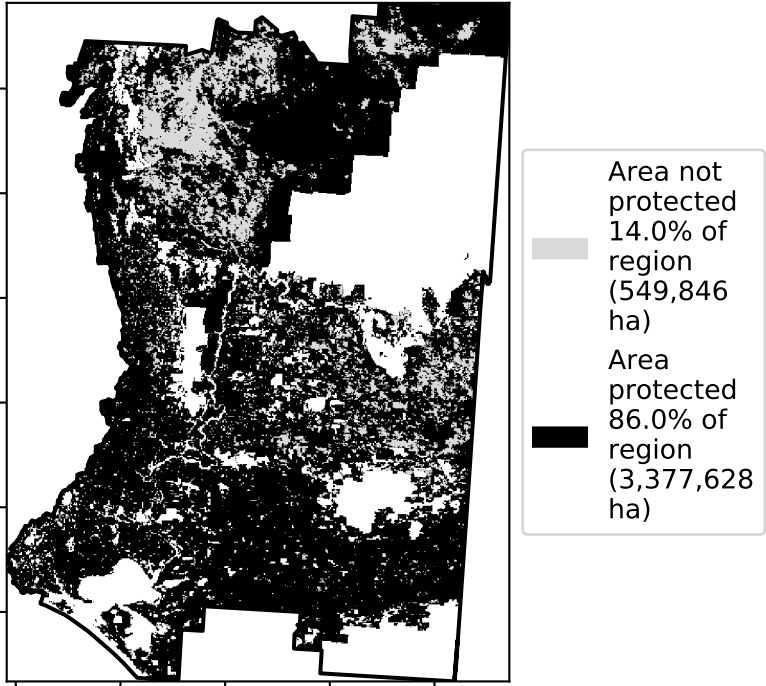 Area not
protected
14.0% of
region
(549,846
ha)
Area
protected
86.0% of
region
(3,377,628
ha)